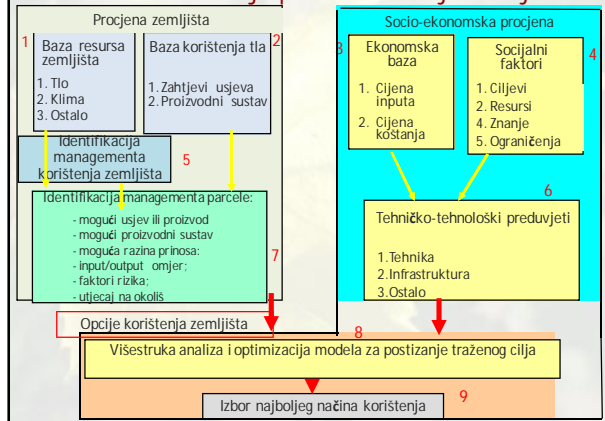 Procjena zemljišta
1
Baza resursa
zemljišta
1. Tlo
2. Klima
3. Ostalo
2
Baza korištenja tla
1. Zahtjevi usjeva
2. Proizvodni sustav
Identifikacija
managementa
korištenja zemljišta
5
Identifikacija managementa parcele:
- mogući usjev ili proizvod
- mogući proizvodni sustav
- moguća razina prinosa:
- input/output omjer;
- faktori rizika;
- utjecaj na okoliš
7
Opcije korištenja zemljišta
Socio-ekonomska procjena
3
Ekonomska
baza
1. Cijena
inputa
2. Cijena
koštanja
Socijalni
faktori
4
1. Ciljevi
2. Resursi
4. Znanje
5. Ograničenja
6
Tehničko-tehnološki preduvjeti
1.Tehnika
2.Infrastruktura
3.Ostalo
8
Višestruka analiza i optimizacija modela za postizanje traženog cilja
9
Izbor najboljeg načina korištenja